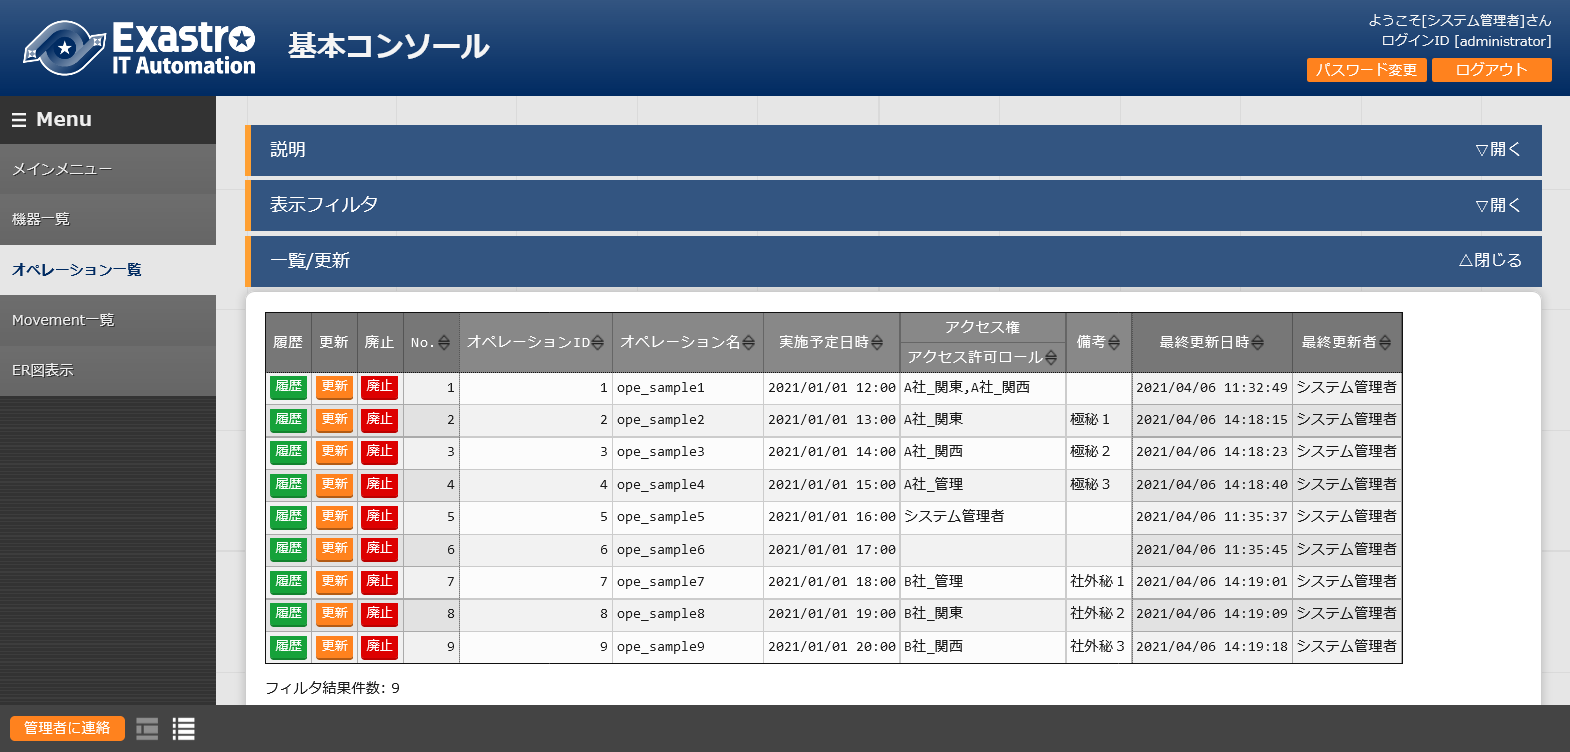 Exastro
IT Automation
基本コンソール
ようこそ[システム管理者]さん
ログインID [administrator]
パスワード変更 ログアウト
Menu
メインメニュー
機器一覧
オペレーション一覧
Movement一覧
ER図表示
説明 ▽開く
表示フィルタ ▽開く
一覧/更新 △閉じる
履歴 更新 廃止 No. オペレーションID オペレーション名 実施予定日時 アクセス権 備考 最終更新日時 最終更新者
アクセス許可ロール
履歴 更新 廃止 1 1 ope_sample1 2021/01/01 12:00 A社_関東,A社_関西 2021/04/06 11:32:49 システム管理者
履歴 更新 廃止 2 2 ope_sample2 2021/01/01 13:00 A社_関東 極秘１ 2021/04/06 14:18:15 システム管理者
履歴 更新 廃止 3 3 ope_sample3 2021/01/01 14:00 A社_関西 極秘２ 2021/04/06 14:18:23 システム管理者
履歴 更新 廃止 4 4 ope_sample4 2021/01/01 15:00 A社_管理 極秘３ 2021/04/06 14:18:40 システム管理者
履歴 更新 廃止 5 5 ope_sample5 2021/01/01 16:00 システム管理者 2021/04/06 11:35:37 システム管理者
履歴 更新 廃止 6 6 ope_sample6 2021/01/01 17:00 2021/04/06 11:35:45 システム管理者
履歴 更新 廃止 7 7 ope_sample7 2021/01/01 18:00 B社_管理 社外秘１ 2021/04/06 14:19:01 システム管理者
履歴 更新 廃止 8 8 ope_sample8 2021/01/01 19:00 B社_関東 社外秘２ 2021/04/06 14:19:09 システム管理者
履歴 更新 廃止 9 9 ope_sample9 2021/01/01 20:00 B社_関西 社外秘３ 2021/04/06 14:19:18 システム管理者
フィルタ結果件数: 9
管理者に連絡